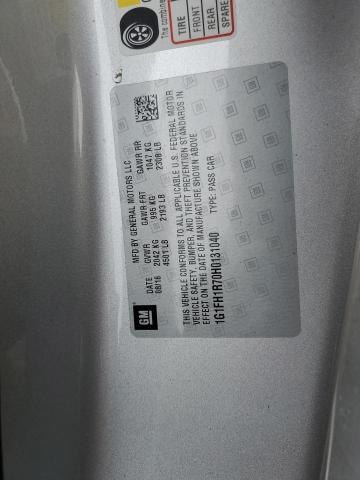 The combine
TIRE
FRONT
REAR
SPARE
MFD BY GENERAL MOTORS LLC
DATE GVWR GAWR FRT GAWR RR
08/16 2042 KG 995 KG 1047 KG
4501 LB 2193 LB 2308 LB
THIS VEHICLE CONFORMS TO ALL APPLICABLE U.S. FEDERAL MOTOR
VEHICLE SAFETY, BUMPER, AND THEFT PREVENTION STANDARDS IN
EFFECT ON THE DATE OF MANUFACTURE SHOWN ABOVE
1G1FH1R70H0131040 TYPE: PASS CAR
GM